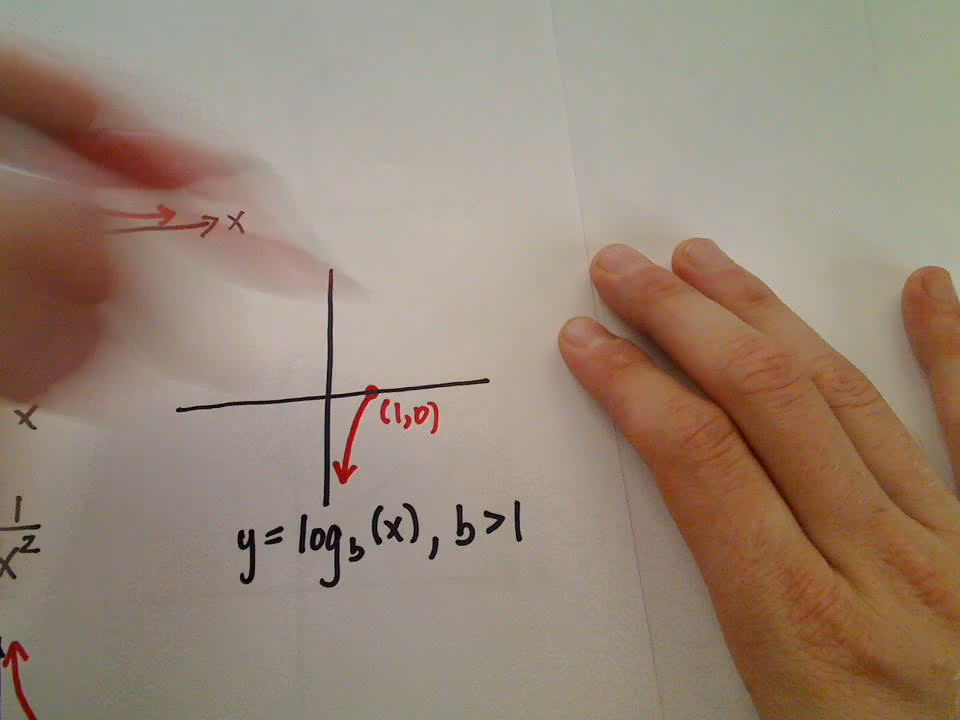 x
(1,0)
x
1
x²
y = log_b (x), b > 1